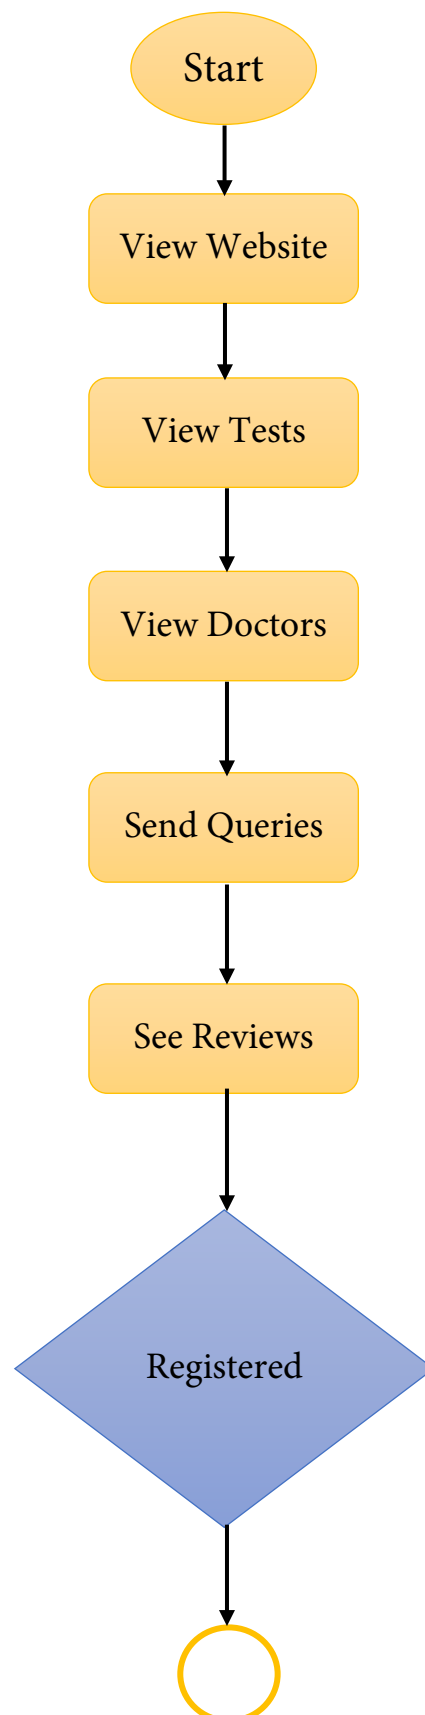 Start
View Website
View Tests
View Doctors
Send Queries
See Reviews
Registered